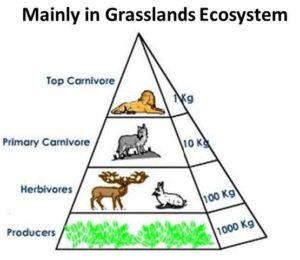 Mainly in Grasslands Ecosystem
Top Carnivore
1 Kg
Primary Carnivore
10 Kg
Herbivores
100 Kg
Producers
1000 Kg